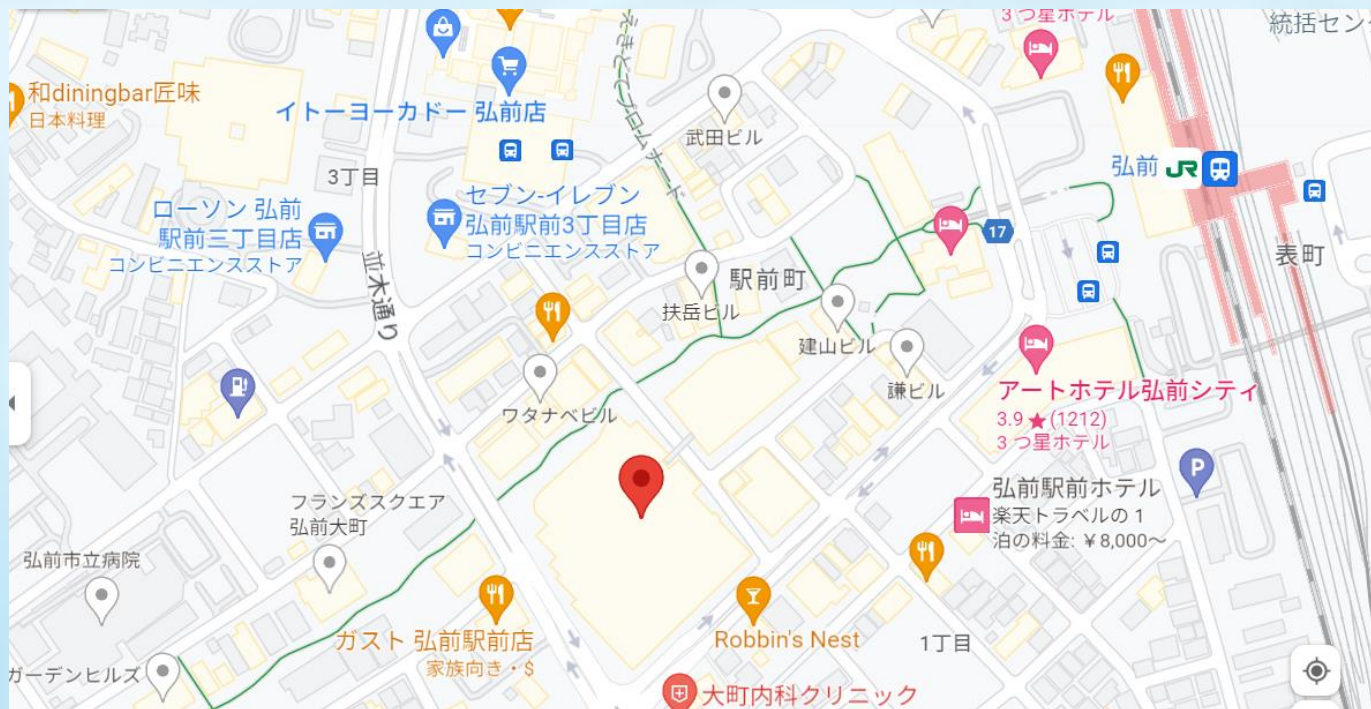 3 つ星ホテル
統括セン
和diningbar匠味
日本料理
イトーヨーカドー 弘前店
えきどてプロムナード
武田ビル
弘前 JR
3丁目
ローソン 弘前
駅前三丁目店
コンビニエンスストア
セブン-イレブン
弘前駅前3丁目店
コンビニエンスストア
並木通り
17
表町
駅前町
扶岳ビル
建山ビル
謙ビル
ワタナベビル
アートホテル弘前シティ
3.9 ★ (1212)
3 つ星ホテル
P
弘前駅前ホテル
楽天トラベルの 1
泊の料金: ￥8,000～
フランズスクエア
弘前大町
弘前市立病院
ガスト 弘前駅前店
家族向き・$
Robbin's Nest
1丁目
ガーデンヒルズ
大町内科クリニック